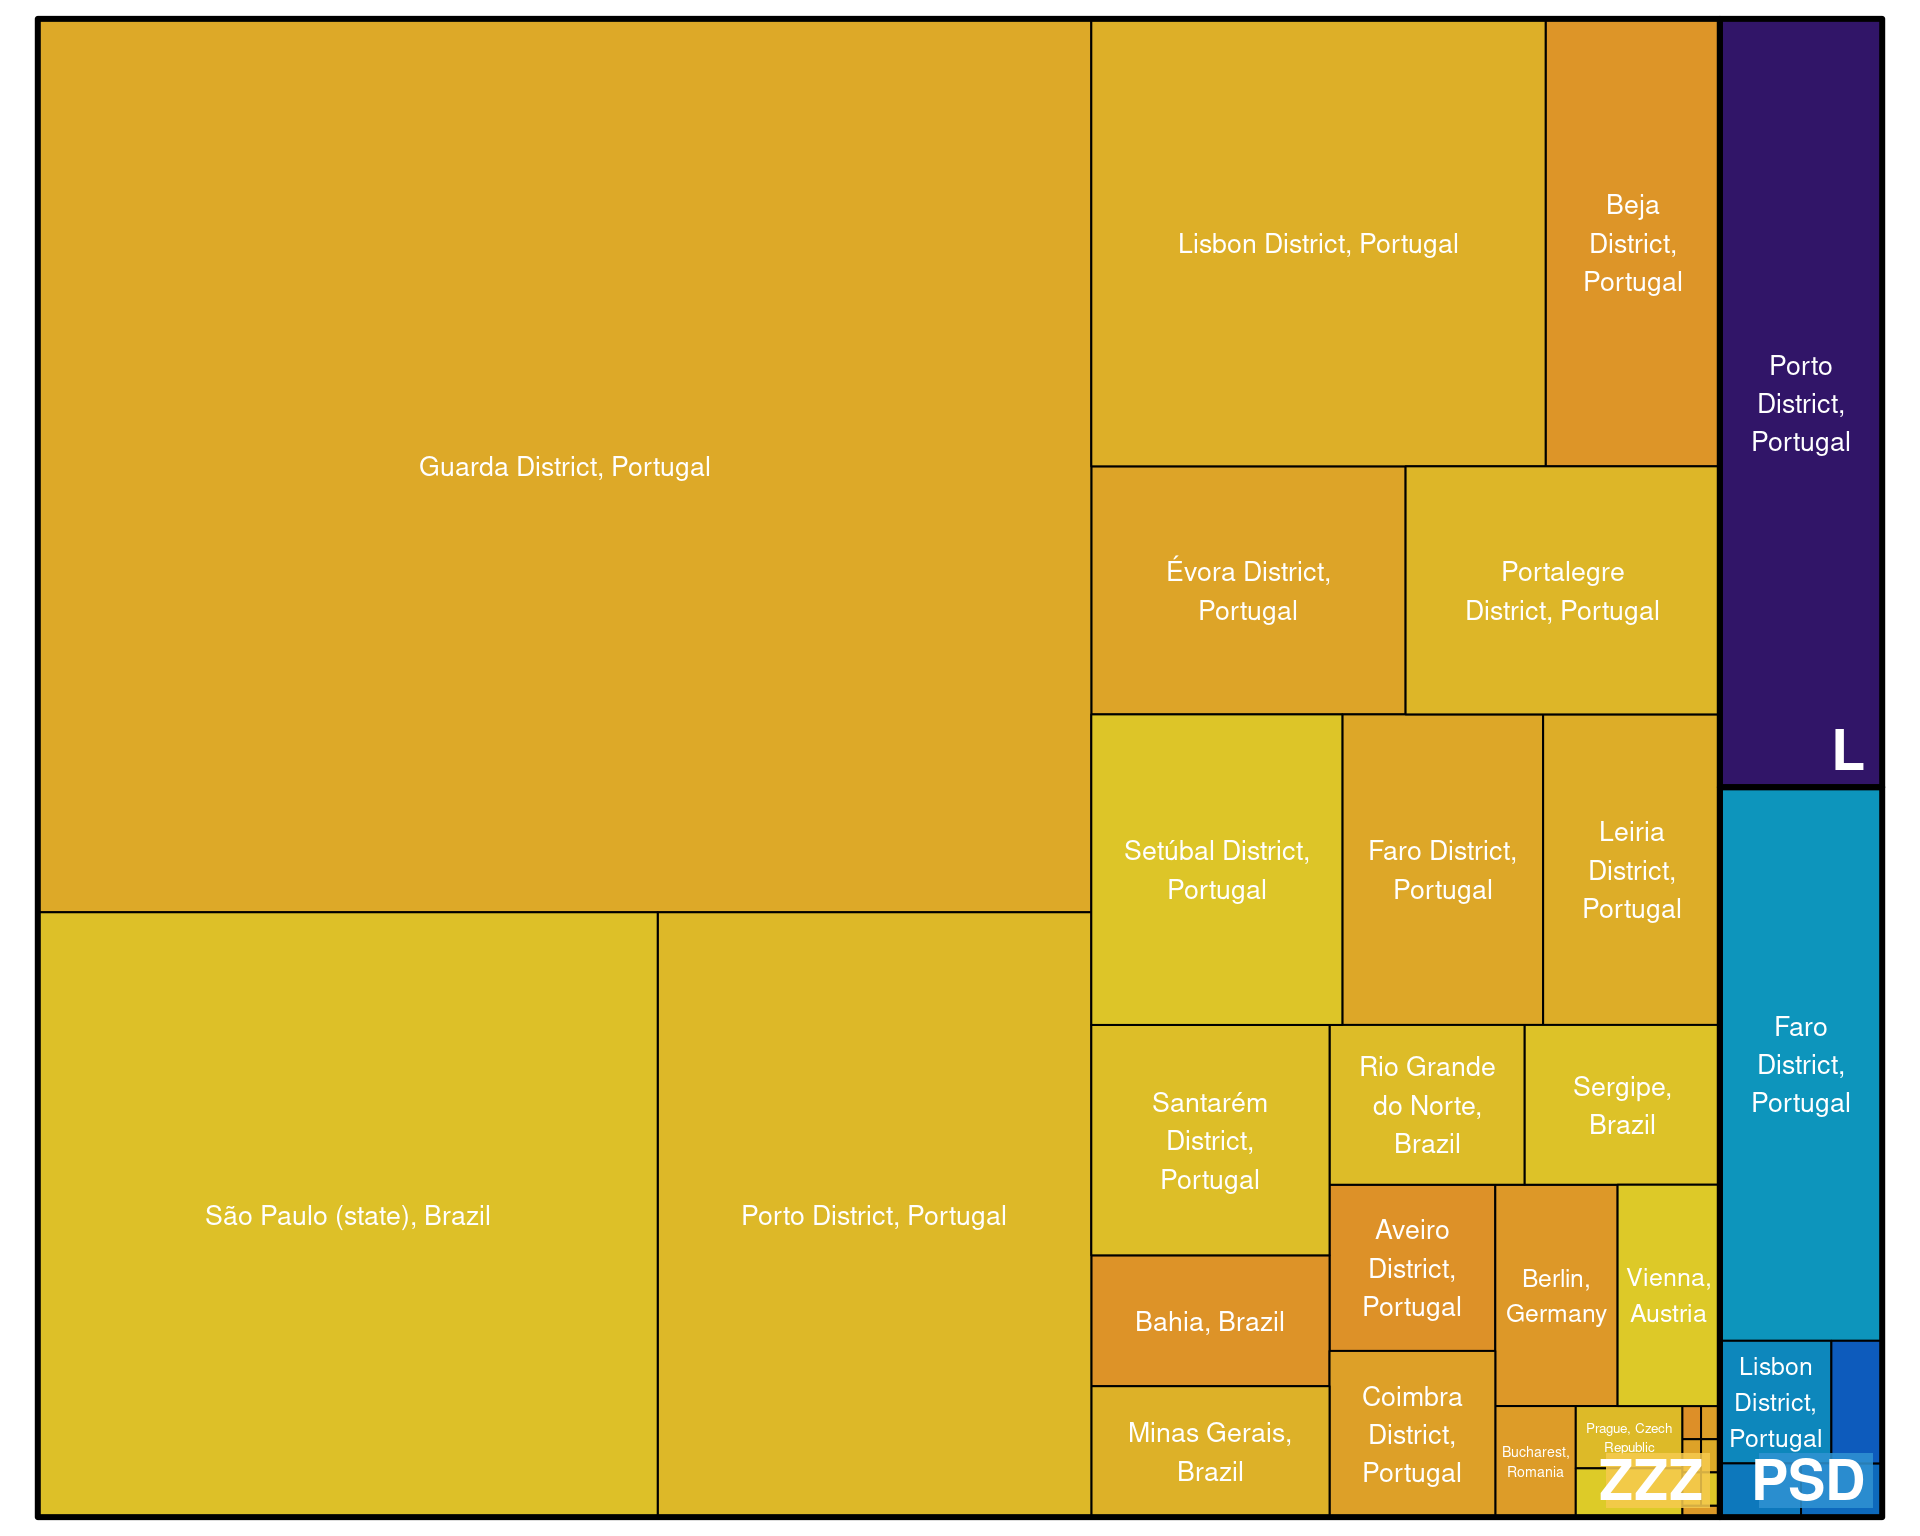 Guarda District, Portugal
Lisbon District, Portugal
Beja
District,
Portugal
Évora District,
Portugal
Portalegre
District, Portugal
Setúbal District,
Portugal
Faro District,
Portugal
Leiria
District,
Portugal
São Paulo (state), Brazil
Porto District, Portugal
Santarém
District,
Portugal
Rio Grande
do Norte,
Brazil
Sergipe,
Brazil
Bahia, Brazil
Minas Gerais,
Brazil
Aveiro
District,
Portugal
Coimbra
District,
Portugal
Berlin,
Germany
Vienna,
Austria
Bucharest,
Romania
Prague, Czech
Republic
ZZZ
Porto
District,
Portugal
L
Faro
District,
Portugal
Lisbon
District,
Portugal
PSD